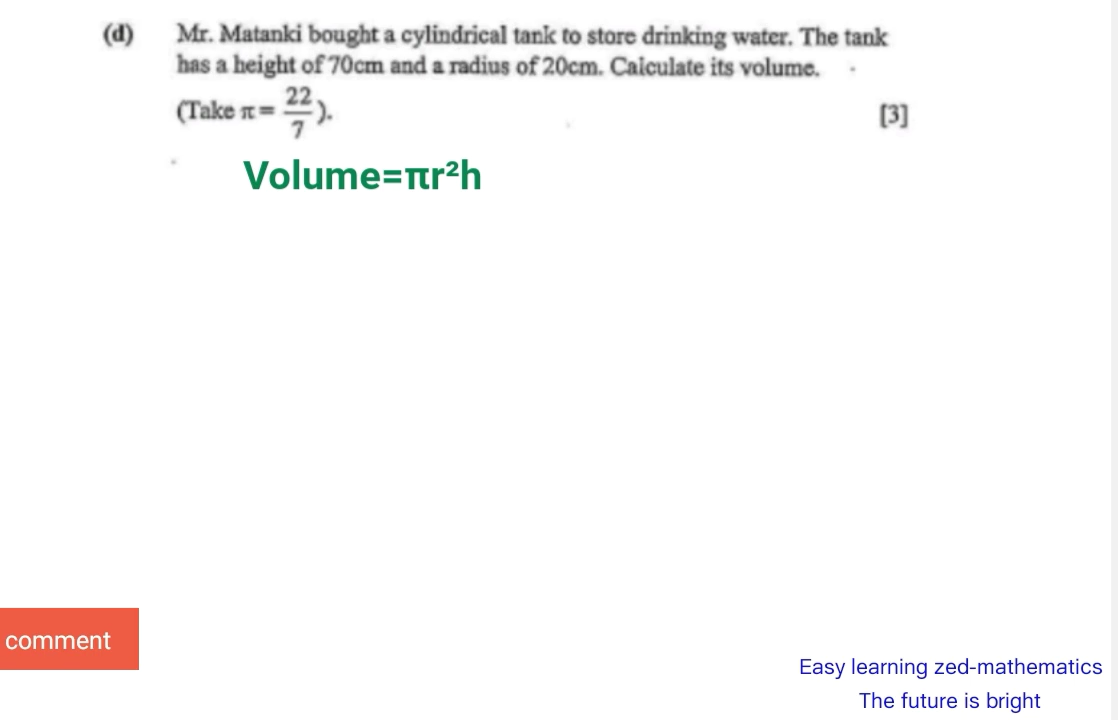 (d) Mr. Matanki bought a cylindrical tank to store drinking water. The tank
has a height of 70cm and a radius of 20cm. Calculate its volume.
(Take π = 22/7). [3]
Volume=πr²h
comment
Easy learning zed-mathematics
The future is bright